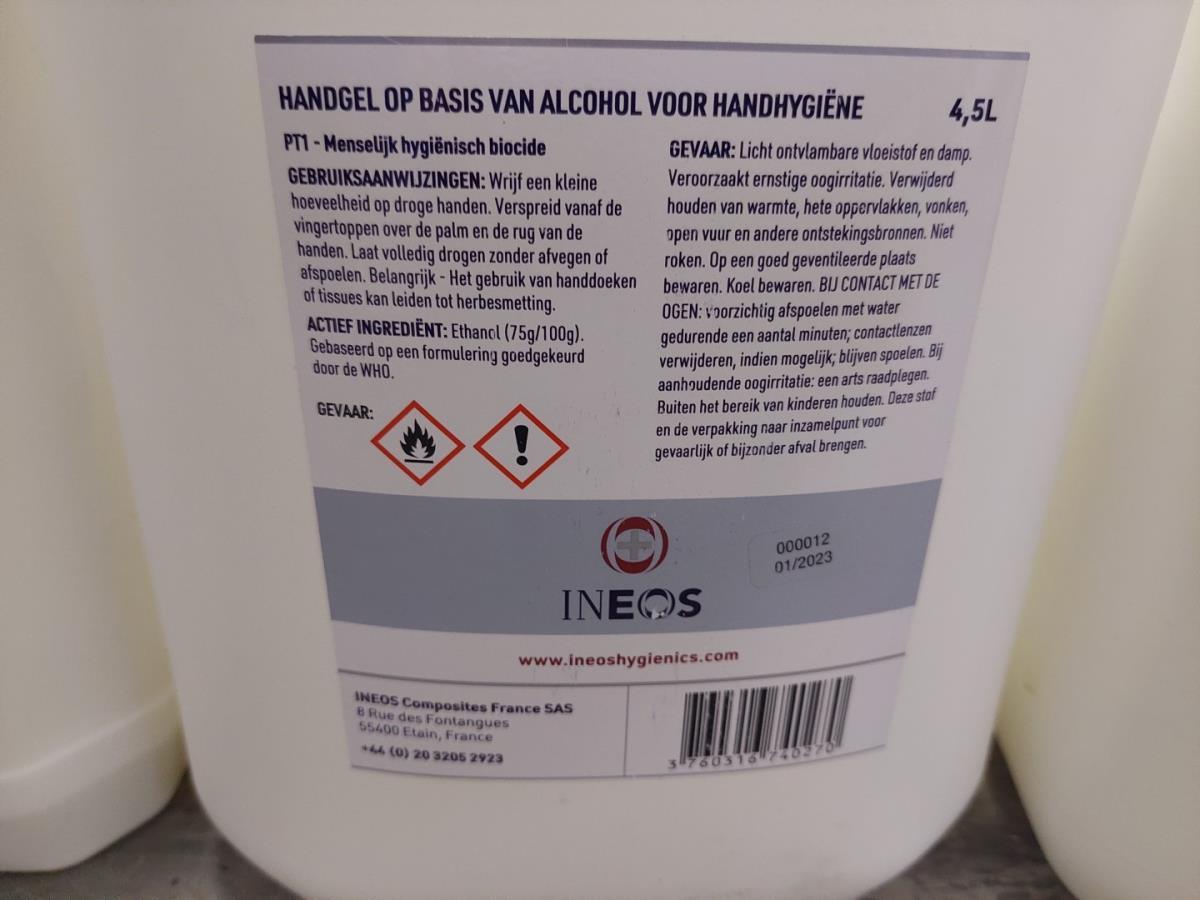 HANDGEL OP BASIS VAN ALCOHOL VOOR HANDHYGIËNE
4,5L
PT1 - Menselijk hygiënisch biocide
GEBRUIKSAANWIJZINGEN: Wrijf een kleine
hoeveelheid op droge handen. Verspreid vanaf de
vingertoppen over de palm en de rug van de
handen. Laat volledig drogen zonder afvegen of
afspoelen. Belangrijk - Het gebruik van handdoeken
of tissues kan leiden tot herbesmetting.
ACTIEF INGREDIËNT: Ethanol (75g/100g).
Gebaseerd op een formulering goedgekeurd
door de WHO.
GEVAAR:
GEVAAR: Licht ontvlambare vloeistof en damp.
Veroorzaakt ernstige oogirritatie. Verwijderd
houden van warmte, hete oppervlakken, vonken,
open vuur en andere ontstekingsbronnen. Niet
roken. Op een goed geventileerde plaats
bewaren. Koel bewaren. BIJ CONTACT MET DE
OGEN: voorzichtig afspoelen met water
gedurende een aantal minuten; contactlenzen
verwijderen, indien mogelijk; blijven spoelen. Bij
aanhoudende oogirritatie: een arts raadplegen.
Buiten het bereik van kinderen houden. Deze stof
en de verpakking naar inzamelpunt voor
gevaarlijk of bijzonder afval brengen.
INEOS
000012
01/2023
www.ineoshygienics.com
INEOS Composites France SAS
8 Rue des Fontangues
55400 Etain, France
+44 (0) 20 3205 2923
3 760316 740270